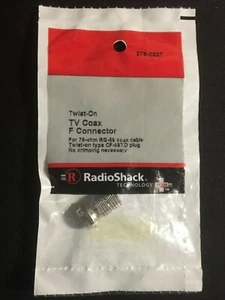 278-0227
Twist-On
TV Coax
F Connector
For 75-ohm RG-59 coax cable
Twist-on type CF-59TO plug
No crimping necessary
R RadioShack
TECHNOLOGY